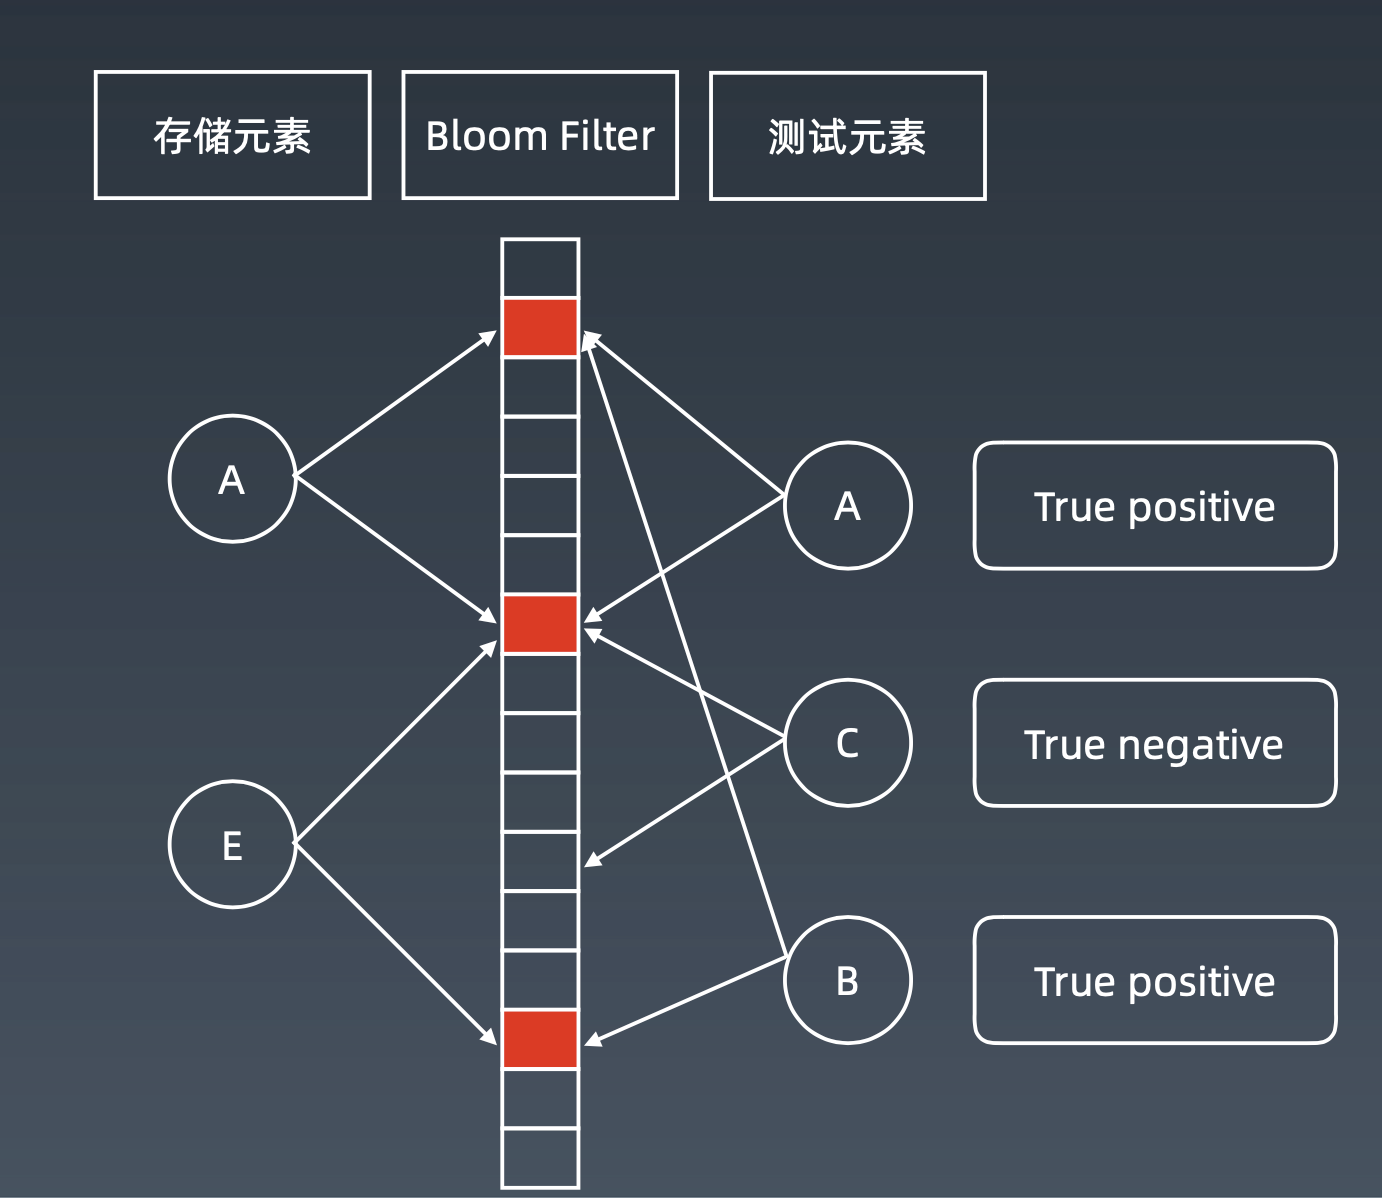 存储元素
Bloom Filter
测试元素
A
E
A
True positive
C
True negative
B
True positive